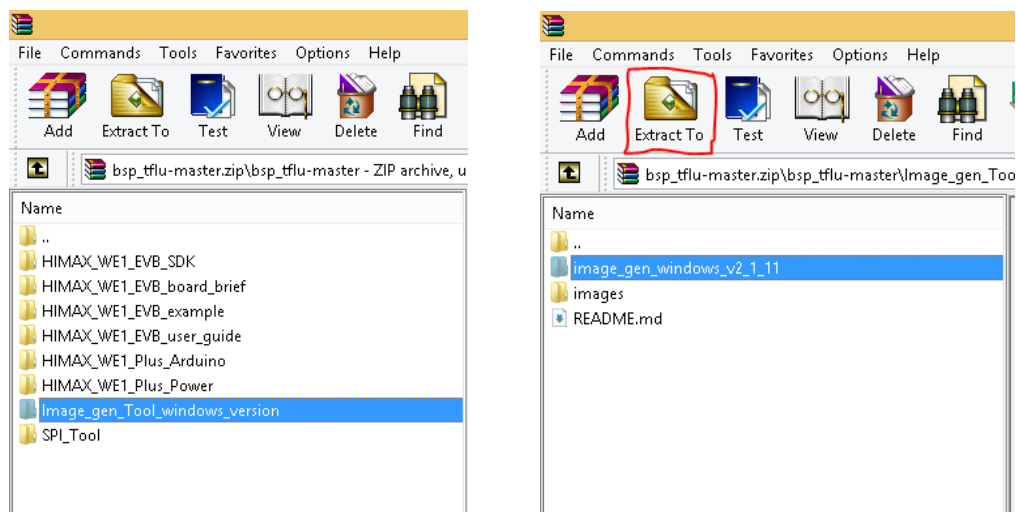 File Commands Tools Favorites Options Help
Add Extract To Test View Delete Find
bsp_tflu-master.zip\bsp_tflu-master - ZIP archive, u
Name
..
HIMAX_WE1_EVB_SDK
HIMAX_WE1_EVB_board_brief
HIMAX_WE1_EVB_example
HIMAX_WE1_EVB_user_guide
HIMAX_WE1_Plus_Arduino
HIMAX_WE1_Plus_Power
Image_gen_Tool_windows_version
SPI_Tool
File Commands Tools Favorites Options Help
Add Extract To Test View Delete Find
bsp_tflu-master.zip\bsp_tflu-master\Image_gen_Too
Name
..
image_gen_windows_v2_1_11
images
README.md